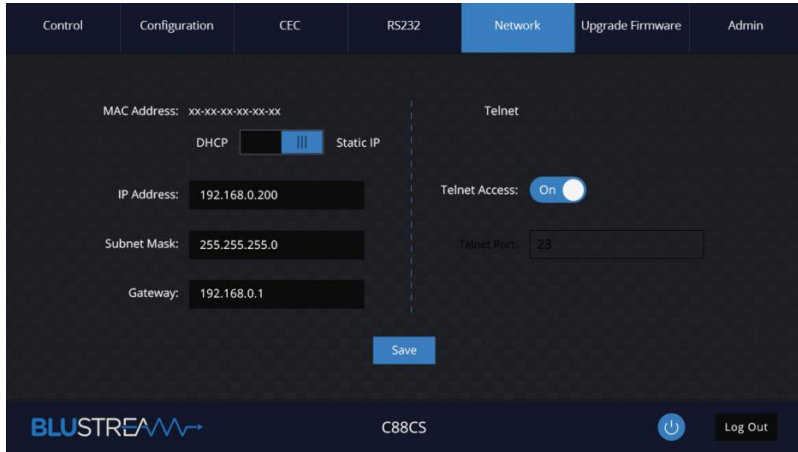 Control Configuration CEC RS232 Network Upgrade Firmware Admin
MAC Address: xx-xx-xx-xx-xx-xx
Telnet
DHCP Static IP
IP Address: 192.168.0.200
Telnet Access: On
Subnet Mask: 255.255.255.0
Telnet Port: 23
Gateway: 192.168.0.1
Save
BLUSTREAM C88CS Log Out